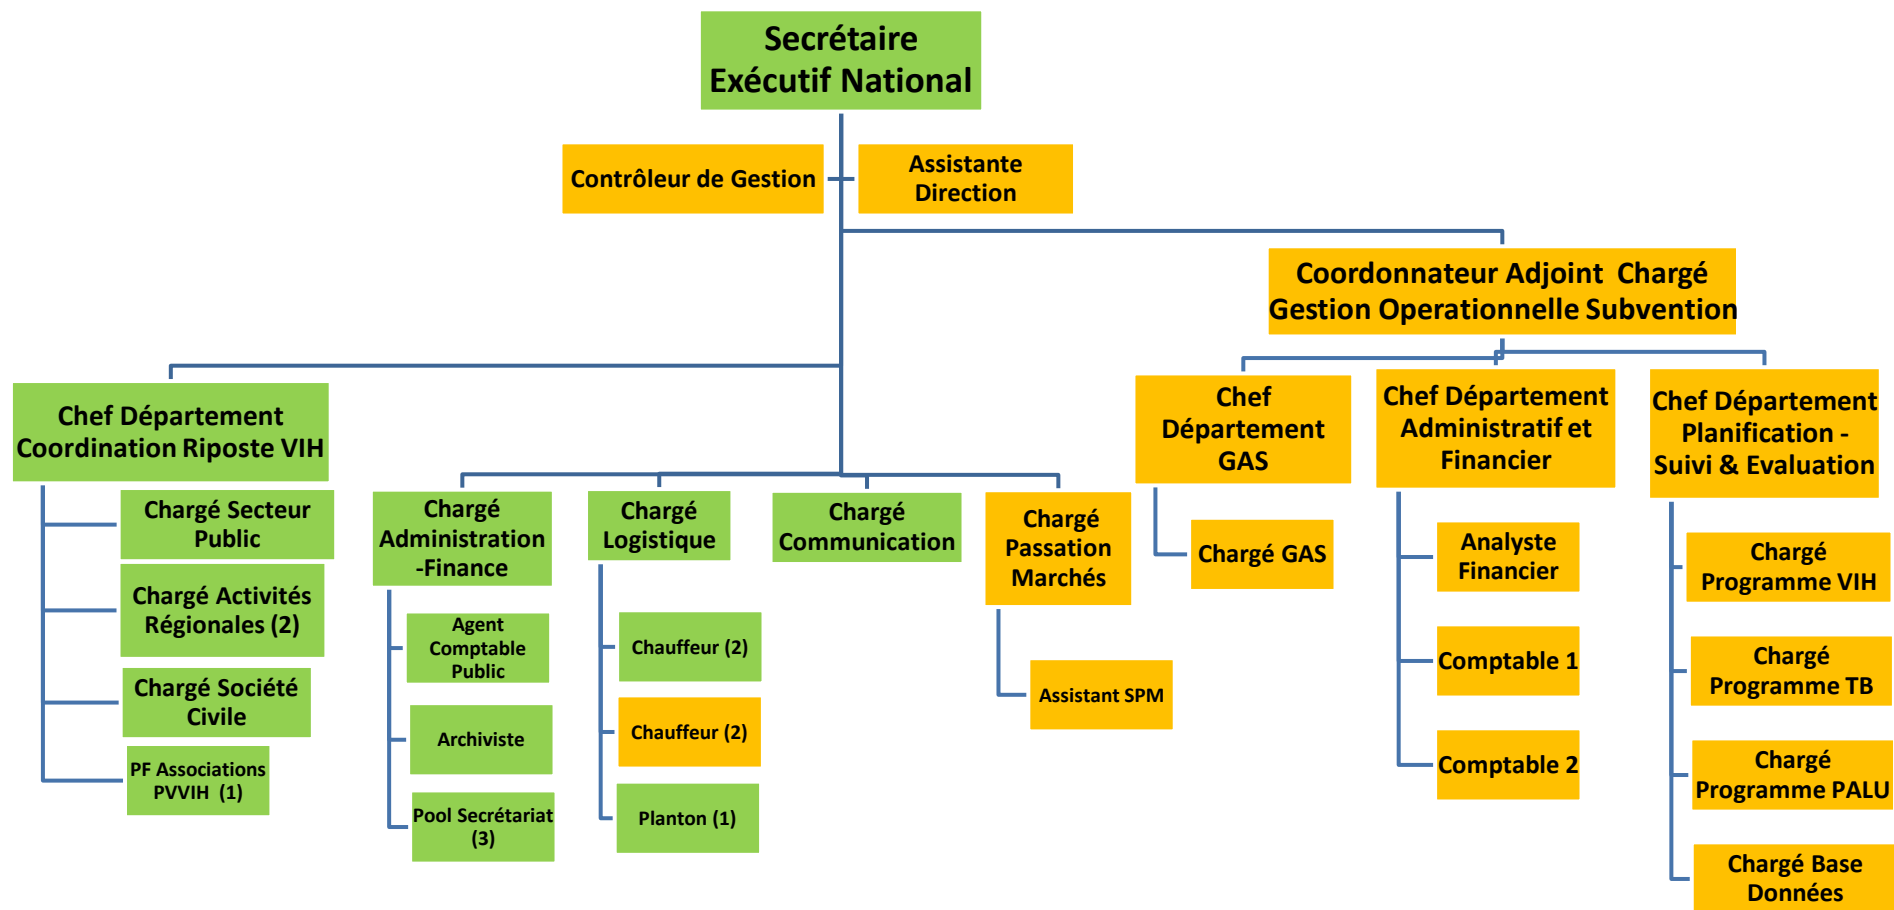 Secrétaire
Exécutif National
Contrôleur de Gestion
Assistante
Direction
Coordonnateur Adjoint Chargé
Gestion Operationnelle Subvention
Chef Département
Coordination Riposte VIH
Chargé Secteur
Public
Chargé Activités
Régionales (2)
Chargé Société
Civile
PF Associations
PVVIH (1)
Chargé
Administration
-Finance
Agent
Comptable
Public
Archiviste
Pool Secrétariat
(3)
Chargé
Logistique
Chauffeur (2)
Chauffeur (2)
Planton (1)
Chargé
Communication
Chargé
Passation
Marchés
Assistant SPM
Chef
Département
GAS
Chargé GAS
Chef Département
Administratif et
Financier
Analyste
Financier
Comptable 1
Comptable 2
Chef Département
Planification -
Suivi & Evaluation
Chargé
Programme VIH
Chargé
Programme TB
Chargé
Programme PALU
Chargé Base
Données